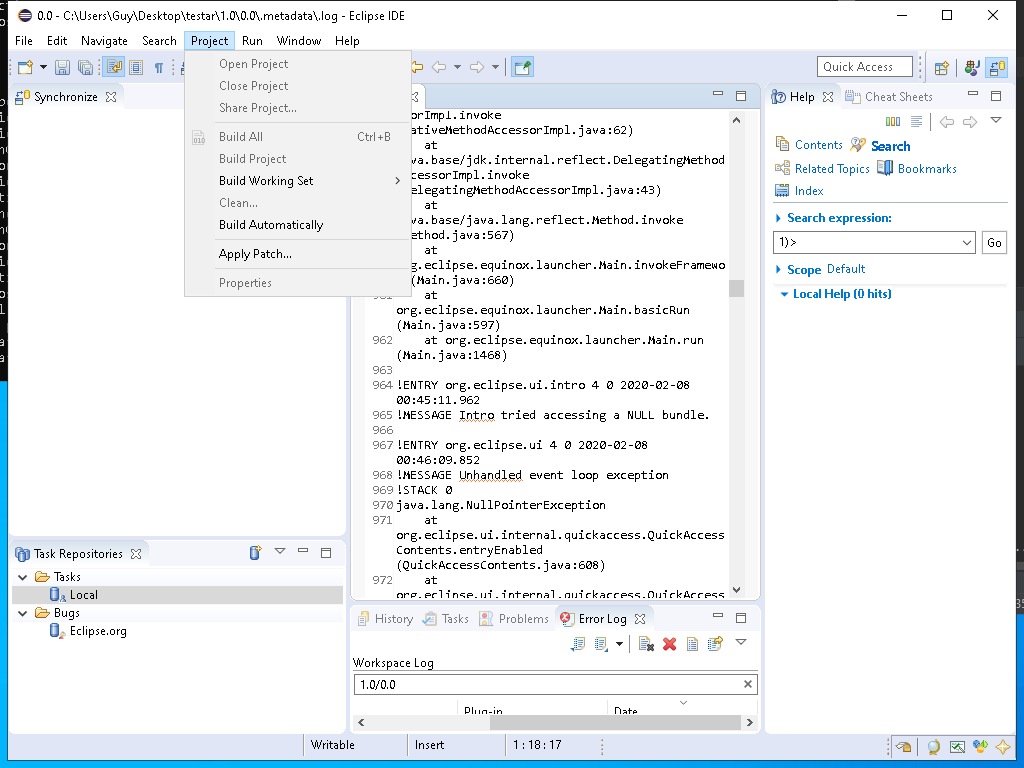 0.0 - C:\Users\Guy\Desktop\testar\1.0\0.0\.metadata\.log - Eclipse IDE
File Edit Navigate Search Project Run Window Help
Quick Access
Synchronize
Open Project
Close Project
Share Project...
Build All Ctrl+B
Build Project
Build Working Set
Clean...
Build Automatically
Apply Patch...
Properties
orImpl.invoke
ativeMethodAccessorImpl.java:62)
at
va.base/jdk.internal.reflect.DelegatingMethod
ccessorImpl.invoke
elegatingMethodAccessorImpl.java:43)
at
va.base/java.lang.reflect.Method.invoke
ethod.java:567)
at
g.eclipse.equinox.launcher.Main.invokeFramewo
(Main.java:660)
at
org.eclipse.equinox.launcher.Main.basicRun
(Main.java:597)
962 at org.eclipse.equinox.launcher.Main.run
(Main.java:1468)
963
964 !ENTRY org.eclipse.ui.intro 4 0 2020-02-08
00:45:11.962
965 !MESSAGE Intro tried accessing a NULL bundle.
966
967 !ENTRY org.eclipse.ui 4 0 2020-02-08
00:46:09.852
968 !MESSAGE Unhandled event loop exception
969 !STACK 0
970 java.lang.NullPointerException
971 at
org.eclipse.ui.internal.quickaccess.QuickAccess
Contents.entryEnabled
(QuickAccessContents.java:608)
972 at
org.eclipse.ui.internal.quickaccess.QuickAccess
Help Cheat Sheets
Contents Search
Related Topics Bookmarks
Index
Search expression:
1)> Go
Scope Default
Local Help (0 hits)
Task Repositories
Tasks
Local
Bugs
Eclipse.org
History Tasks Problems Error Log
Workspace Log
1.0/0.0
Plug-in Date
Writable Insert 1 : 18 : 17